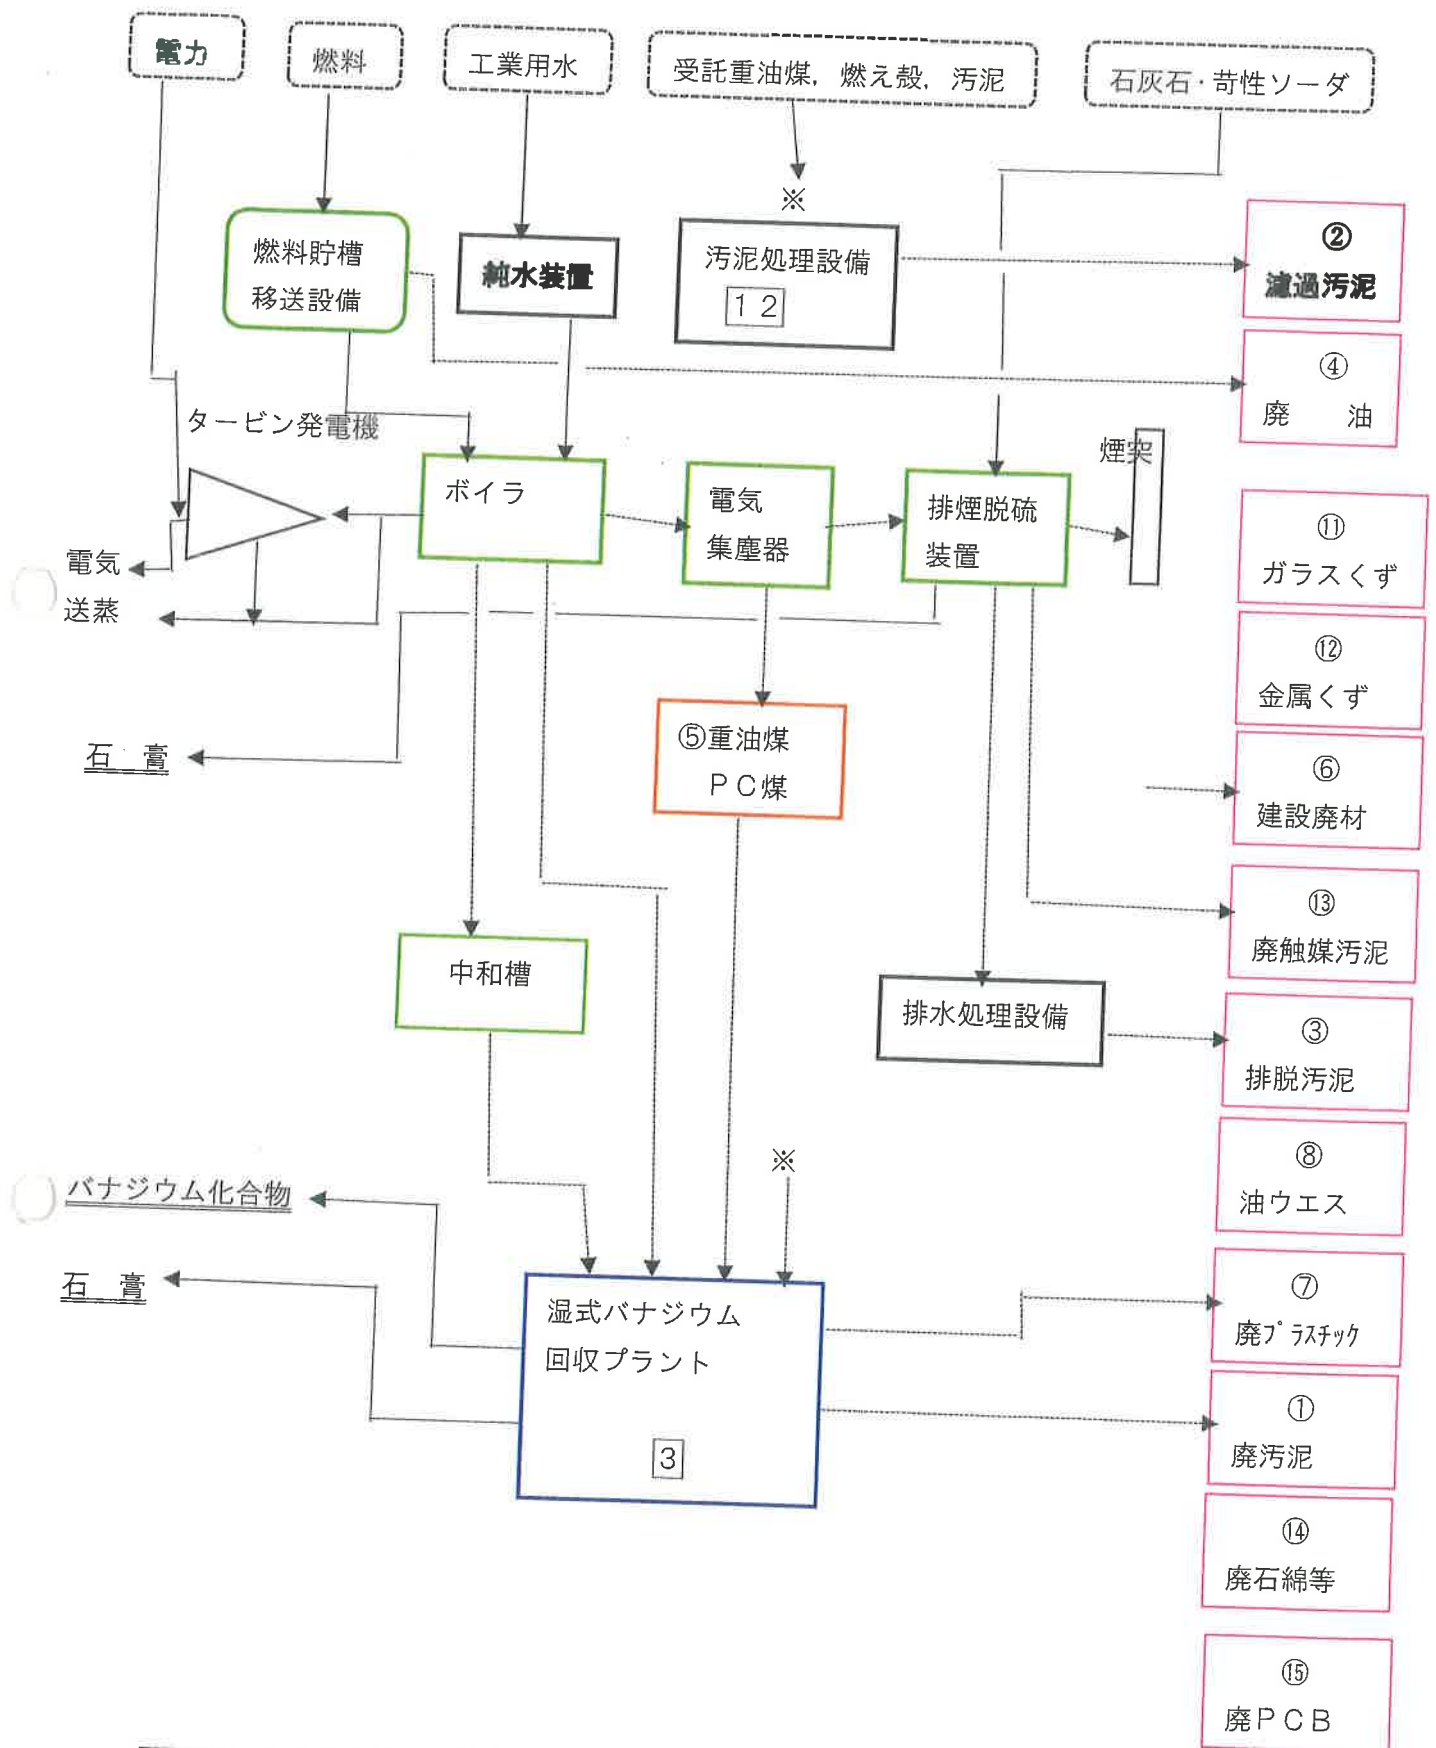 電力
燃料
工業用水
受託重油煤，燃え殻，汚泥
石灰石・苛性ソーダ
※
燃料貯槽
移送設備
純水装置
汚泥処理設備
１２
②
濾過汚泥
④
廃　　油
タービン発電機
ボイラ
電気
集塵器
排煙脱硫
装置
煙突
電気
送蒸
⑪
ガラスくず
⑫
金属くず
石　膏
⑤重油煤
ＰＣ煤
⑥
建設廃材
⑬
廃触媒汚泥
中和槽
排水処理設備
③
排脱汚泥
※
⑧
油ウエス
バナジウム化合物
石　膏
湿式バナジウム
回収プラント
３
⑦
廃ﾌﾟﾗｽﾁｯｸ
①
廃汚泥
⑭
廃石綿等
⑮
廃ＰＣＢ